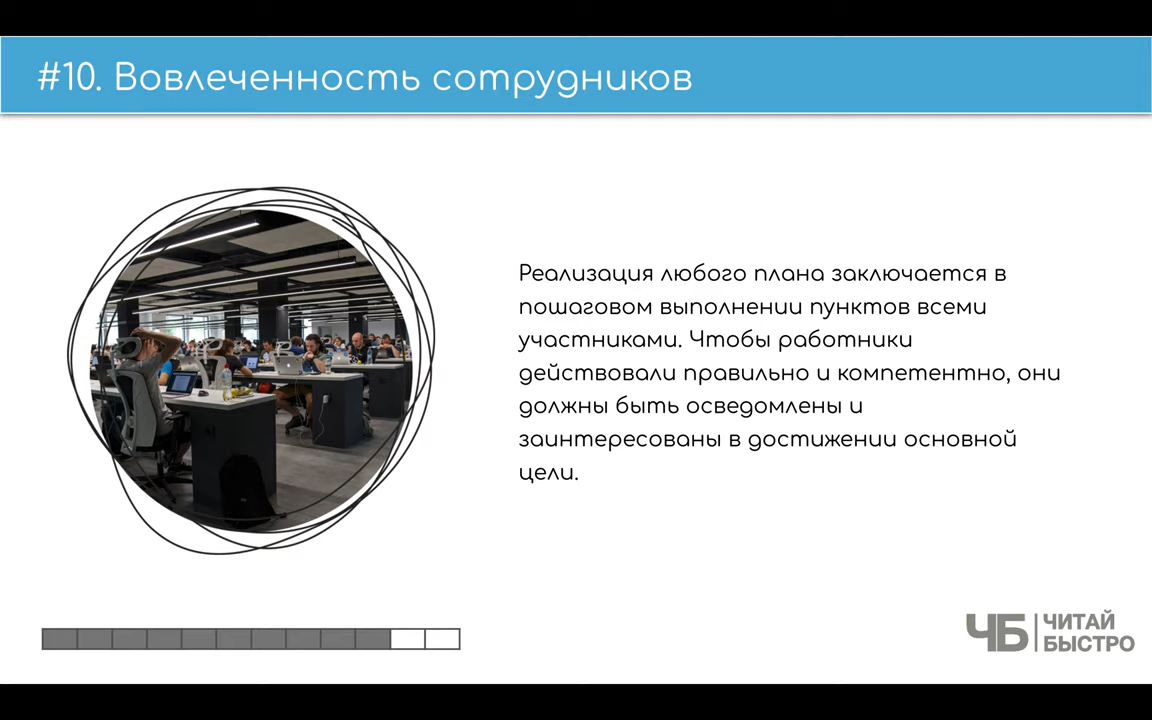 #10. Вовлеченность сотрудников
Реализация любого плана заключается в
пошаговом выполнении пунктов всеми
участниками. Чтобы работники
действовали правильно и компетентно, они
должны быть осведомлены и
заинтересованы в достижении основной
цели.
ЧБ
ЧИТАЙ
БЫСТРО